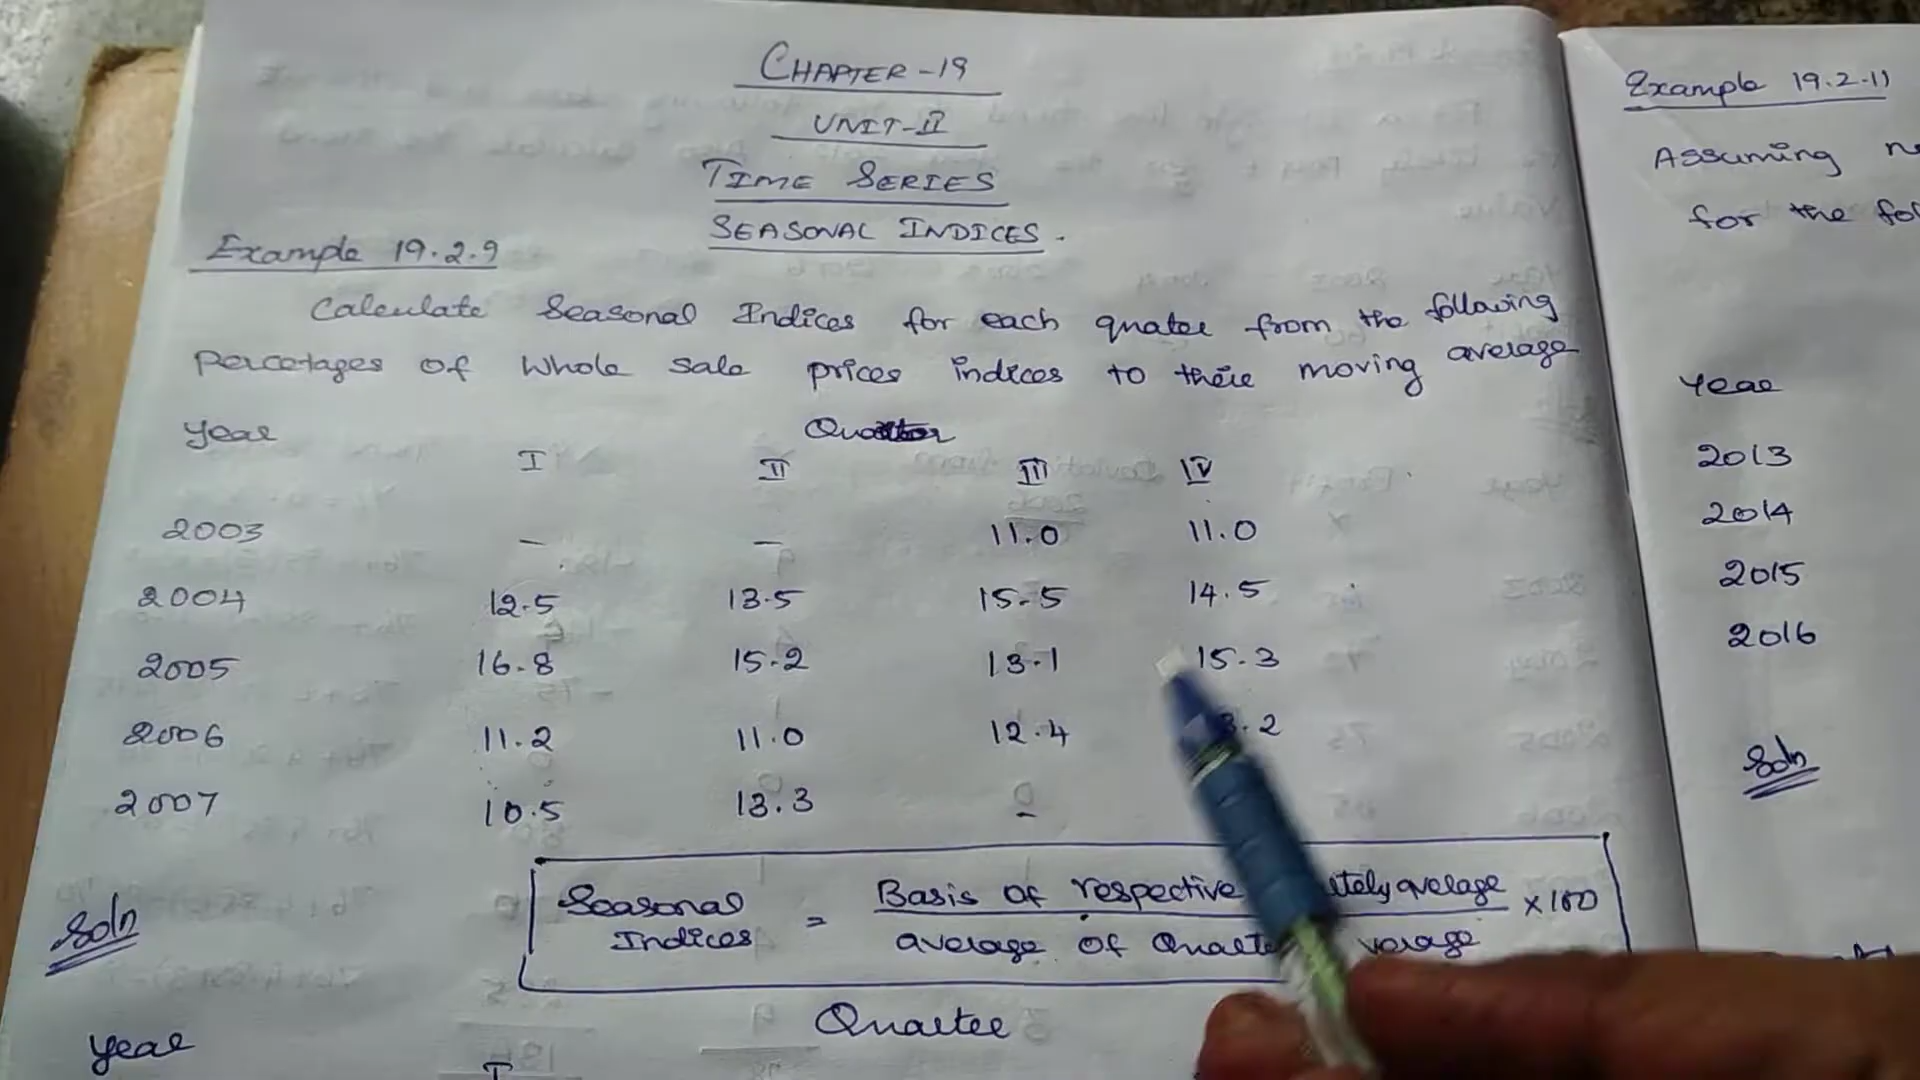 CHAPTER-19
UNIT-II
TIME SERIES
SEASONAL INDICES.
Example 19.2.9
Calculate Seasonal Indices for each quater from the following
Percetages of Whole Sale prices indices to their moving average
Year Quarter
I II III IV
2003 – – 11.0 11.0
2004 12.5 13.5 15.5 14.5
2005 16.8 15.2 13.1 15.3
2006 11.2 11.0 12.4
2007 10.5 13.3 –
Soln
Seasonal Indices = Basis of respective average / average of × 100
Quarter
Year
I
Example 19.2.11
Assuming
for the
Year
2013
2014
2015
2016
Soln